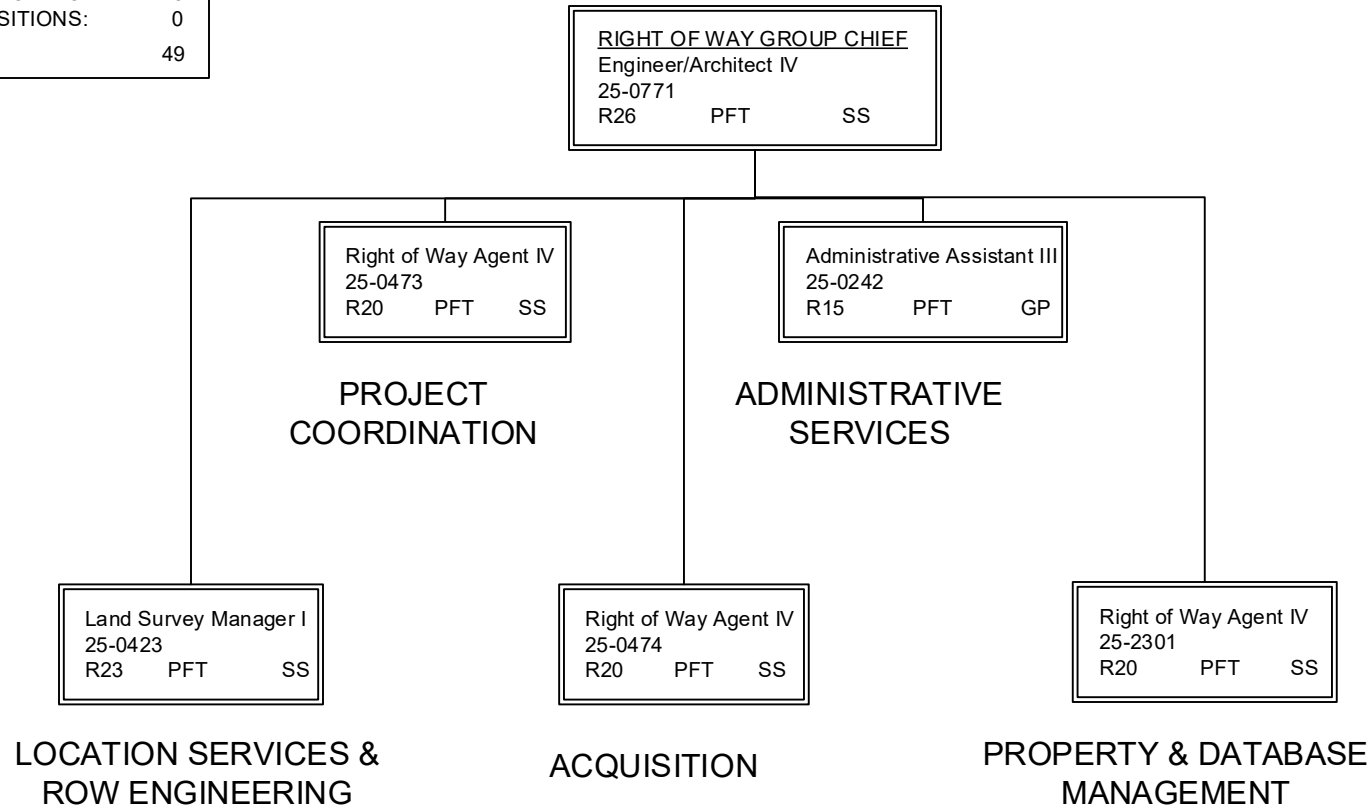 SITIONS: 0
49
RIGHT OF WAY GROUP CHIEF
Engineer/Architect IV
25-0771
R26 PFT SS
Right of Way Agent IV
25-0473
R20 PFT SS
PROJECT
COORDINATION
Administrative Assistant III
25-0242
R15 PFT GP
ADMINISTRATIVE
SERVICES
Land Survey Manager I
25-0423
R23 PFT SS
LOCATION SERVICES &
ROW ENGINEERING
Right of Way Agent IV
25-0474
R20 PFT SS
ACQUISITION
Right of Way Agent IV
25-2301
R20 PFT SS
PROPERTY & DATABASE
MANAGEMENT